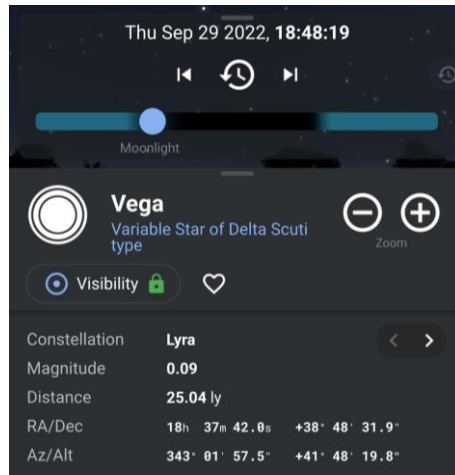 Thu Sep 29 2022, 18:48:19
Moonlight
Vega
Variable Star of Delta Scuti
type
Zoom
Visibility
Constellation Lyra
Magnitude 0.09
Distance 25.04 ly
RA/Dec 18h 37m 42.0s +38° 48' 31.9"
Az/Alt 343° 01' 57.5" +41° 48' 19.8"